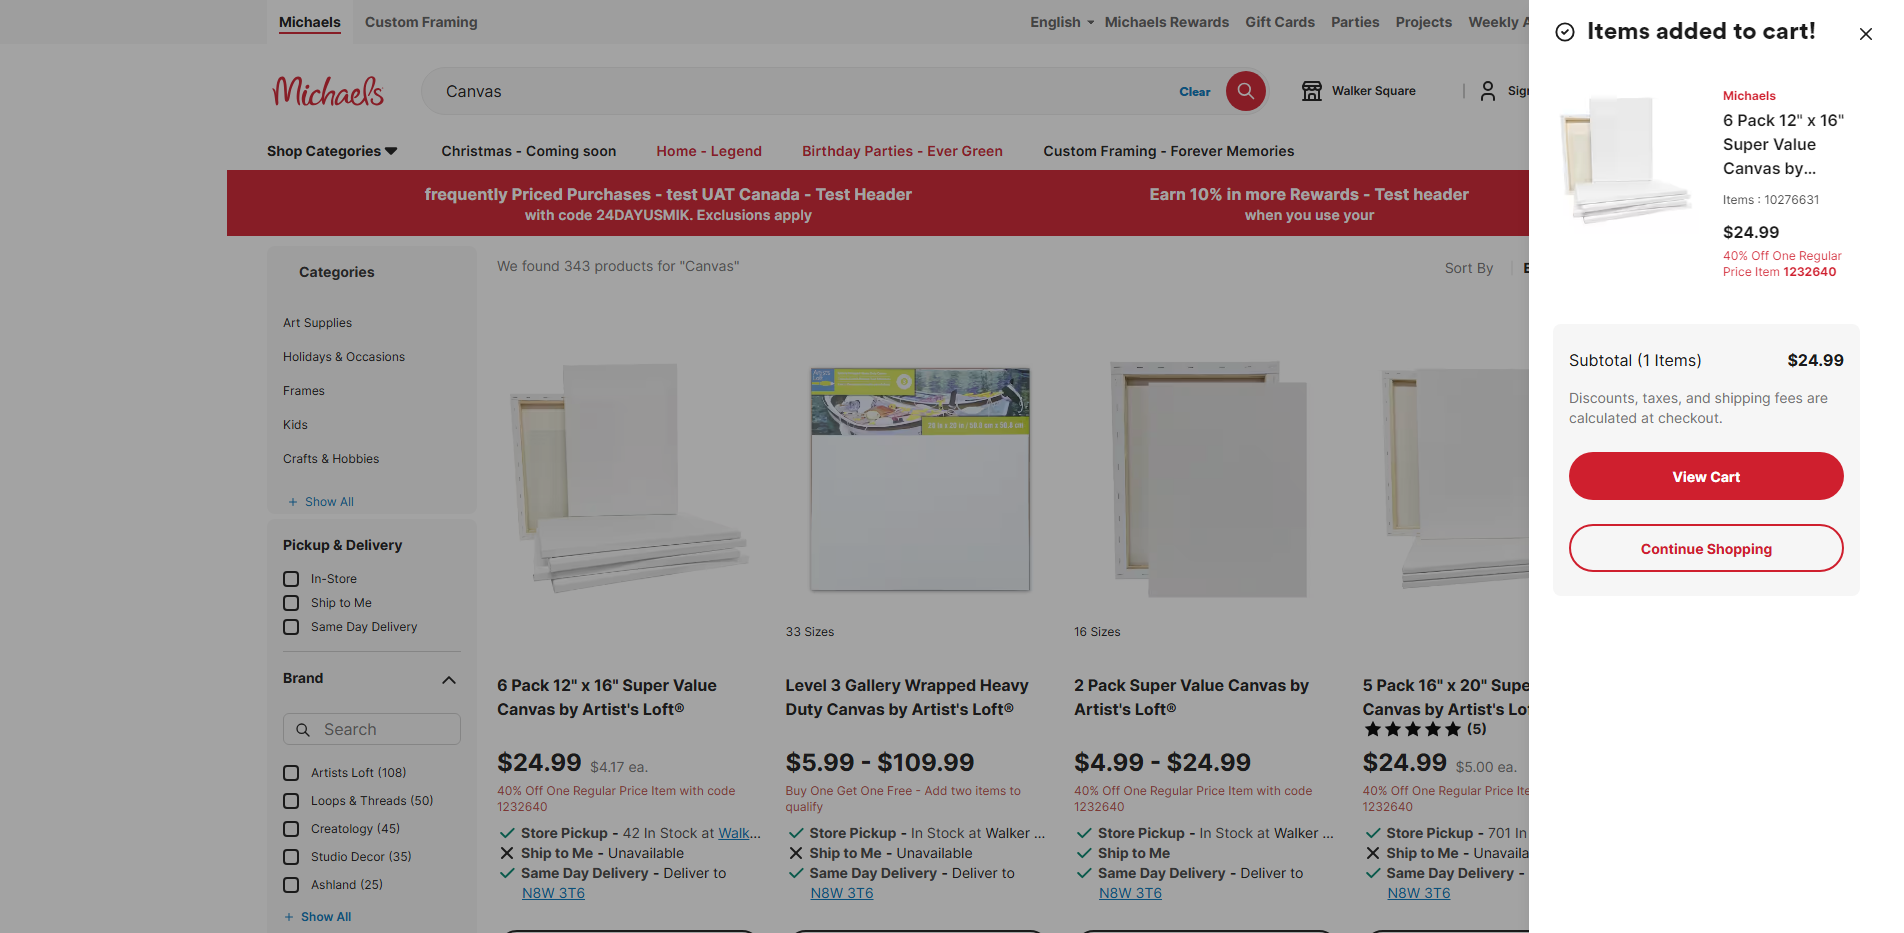 Michaels
Custom Framing
English
Michaels Rewards
Gift Cards
Parties
Projects
Weekly A
Michaels
Canvas
Clear
Walker Square
Sign
Shop Categories
Christmas - Coming soon
Home - Legend
Birthday Parties - Ever Green
Custom Framing - Forever Memories
frequently Priced Purchases - test UAT Canada - Test Header
with code 24DAYUSMIK. Exclusions apply
Earn 10% in more Rewards - Test header
when you use your
Categories
Art Supplies
Holidays & Occasions
Frames
Kids
Crafts & Hobbies
+ Show All
Pickup & Delivery
In-Store
Ship to Me
Same Day Delivery
Brand
Search
Artists Loft (108)
Loops & Threads (50)
Creatology (45)
Studio Decor (35)
Ashland (25)
+ Show All
We found 343 products for "Canvas"
Sort By
6 Pack 12" x 16" Super Value
Canvas by Artist's Loft®
$24.99 $4.17 ea.
40% Off One Regular Price Item with code
1232640
Store Pickup - 42 In Stock at Walk...
Ship to Me - Unavailable
Same Day Delivery - Deliver to
N8W 3T6
33 Sizes
Level 3 Gallery Wrapped Heavy
Duty Canvas by Artist's Loft®
$5.99 - $109.99
Buy One Get One Free - Add two items to
qualify
Store Pickup - In Stock at Walker ...
Ship to Me - Unavailable
Same Day Delivery - Deliver to
N8W 3T6
16 Sizes
2 Pack Super Value Canvas by
Artist's Loft®
$4.99 - $24.99
40% Off One Regular Price Item with code
1232640
Store Pickup - In Stock at Walker ...
Ship to Me
Same Day Delivery - Deliver to
N8W 3T6
5 Pack 16" x 20" Supe
Canvas by Artist's Lof
(5)
$24.99 $5.00 ea.
40% Off One Regular Price Ite
1232640
Store Pickup - 701 In
Ship to Me - Unavaila
Same Day Delivery -
N8W 3T6
Items added to cart!
Michaels
6 Pack 12" x 16"
Super Value
Canvas by...
Items : 10276631
$24.99
40% Off One Regular
Price Item 1232640
Subtotal (1 Items) $24.99
Discounts, taxes, and shipping fees are
calculated at checkout.
View Cart
Continue Shopping